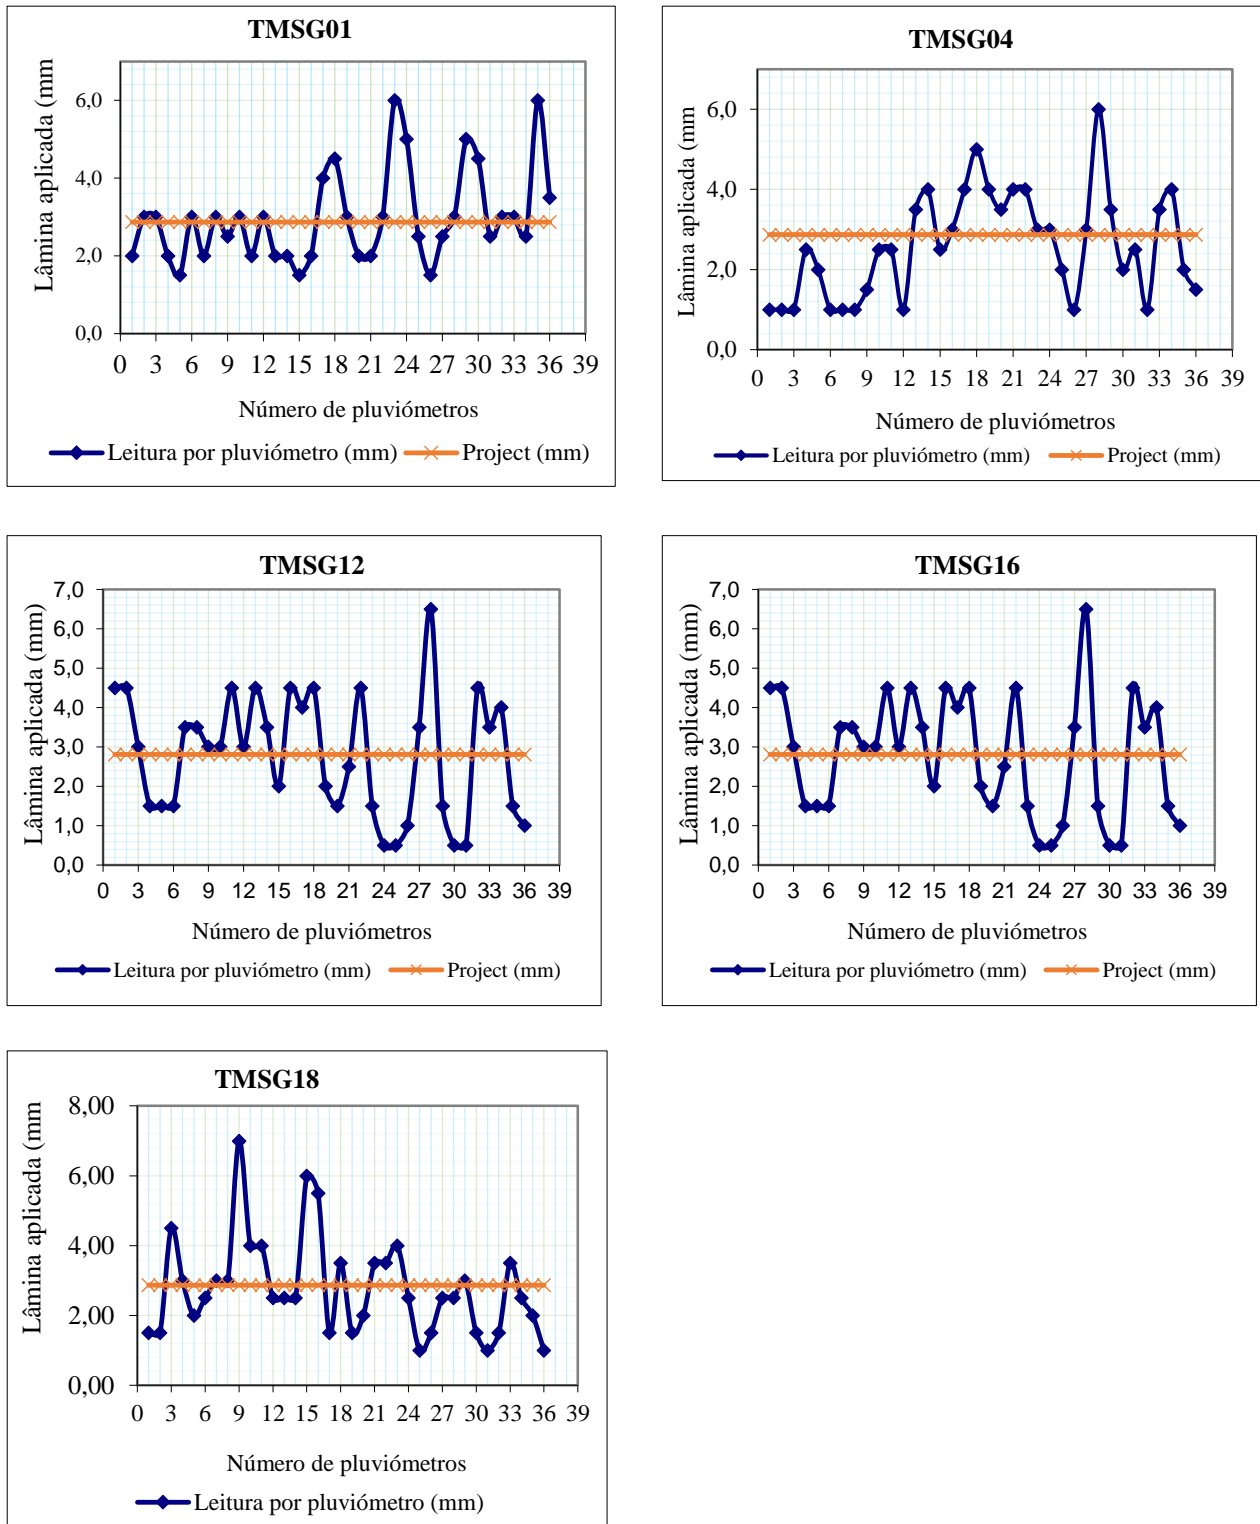 TMSG01
Lâmina aplicada (mm
6,0
4,0
2,0
0,0
0 3 6 9 12 15 18 21 24 27 30 33 36 39
Número de pluviómetros
Leitura por pluviómetro (mm) Project (mm)
TMSG04
Lâmina aplicada (mm
6,0
4,0
2,0
0,0
0 3 6 9 12 15 18 21 24 27 30 33 36 39
Número de pluviómetros
Leitura por pluviómetro (mm) Project (mm)
TMSG12
Lâmina aplicada (mm)
7,0
6,0
5,0
4,0
3,0
2,0
1,0
0,0
0 3 6 9 12 15 18 21 24 27 30 33 36 39
Número de pluviómetros
Leitura por pluviómetro (mm) Project (mm)
TMSG16
Lâmina aplicada (mm)
7,0
6,0
5,0
4,0
3,0
2,0
1,0
0,0
0 3 6 9 12 15 18 21 24 27 30 33 36 39
Número de pluviómetros
Leitura por pluviómetro (mm) Project (mm)
TMSG18
Lâmina aplicada (mm
8,00
6,00
4,00
2,00
0,00
0 3 6 9 12 15 18 21 24 27 30 33 36 39
Número de pluviómetros
Leitura por pluviómetro (mm)